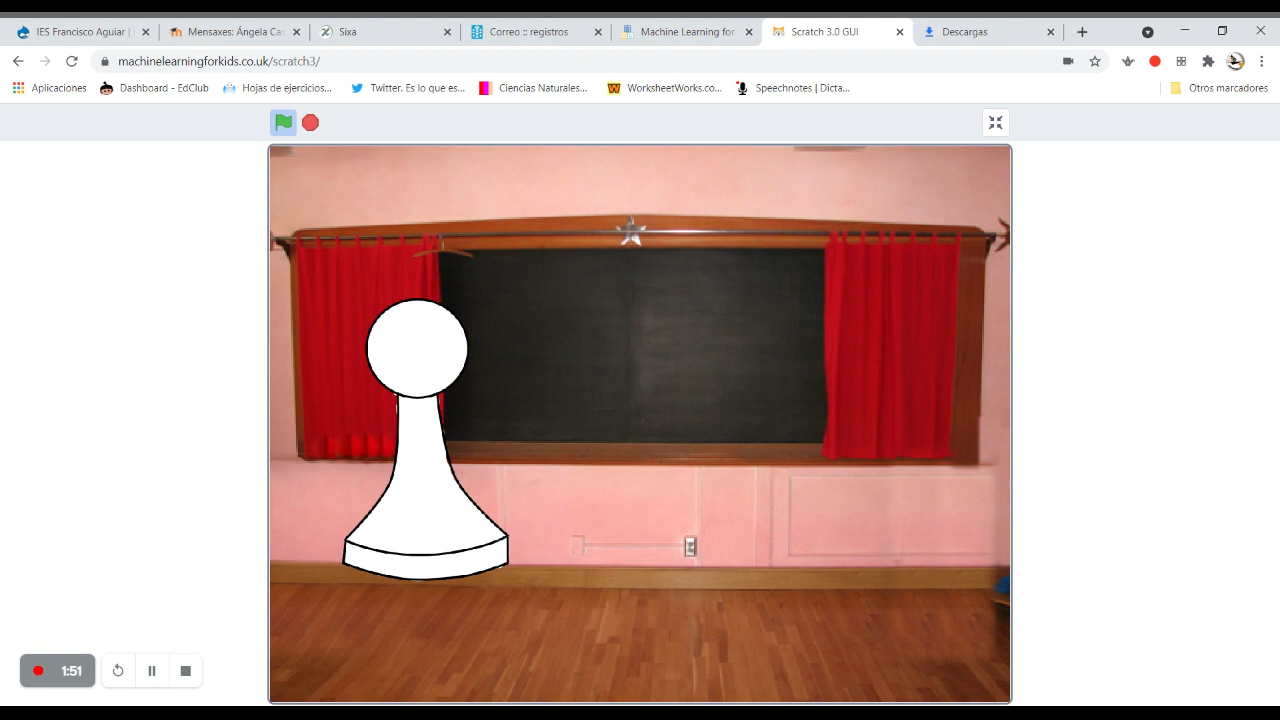 IES Francisco Aguiar |
Mensaxes: Ángela Car
Sixa
Correo :: registros
Machine Learning for
Scratch 3.0 GUI
Descargas
machinelearningforkids.co.uk/scratch3/
Aplicaciones
Dashboard - EdClub
Hojas de ejercicios...
Twitter. Es lo que es...
Ciencias Naturales...
WorksheetWorks.co...
Speechnotes | Dicta...
Otros marcadores
1:51